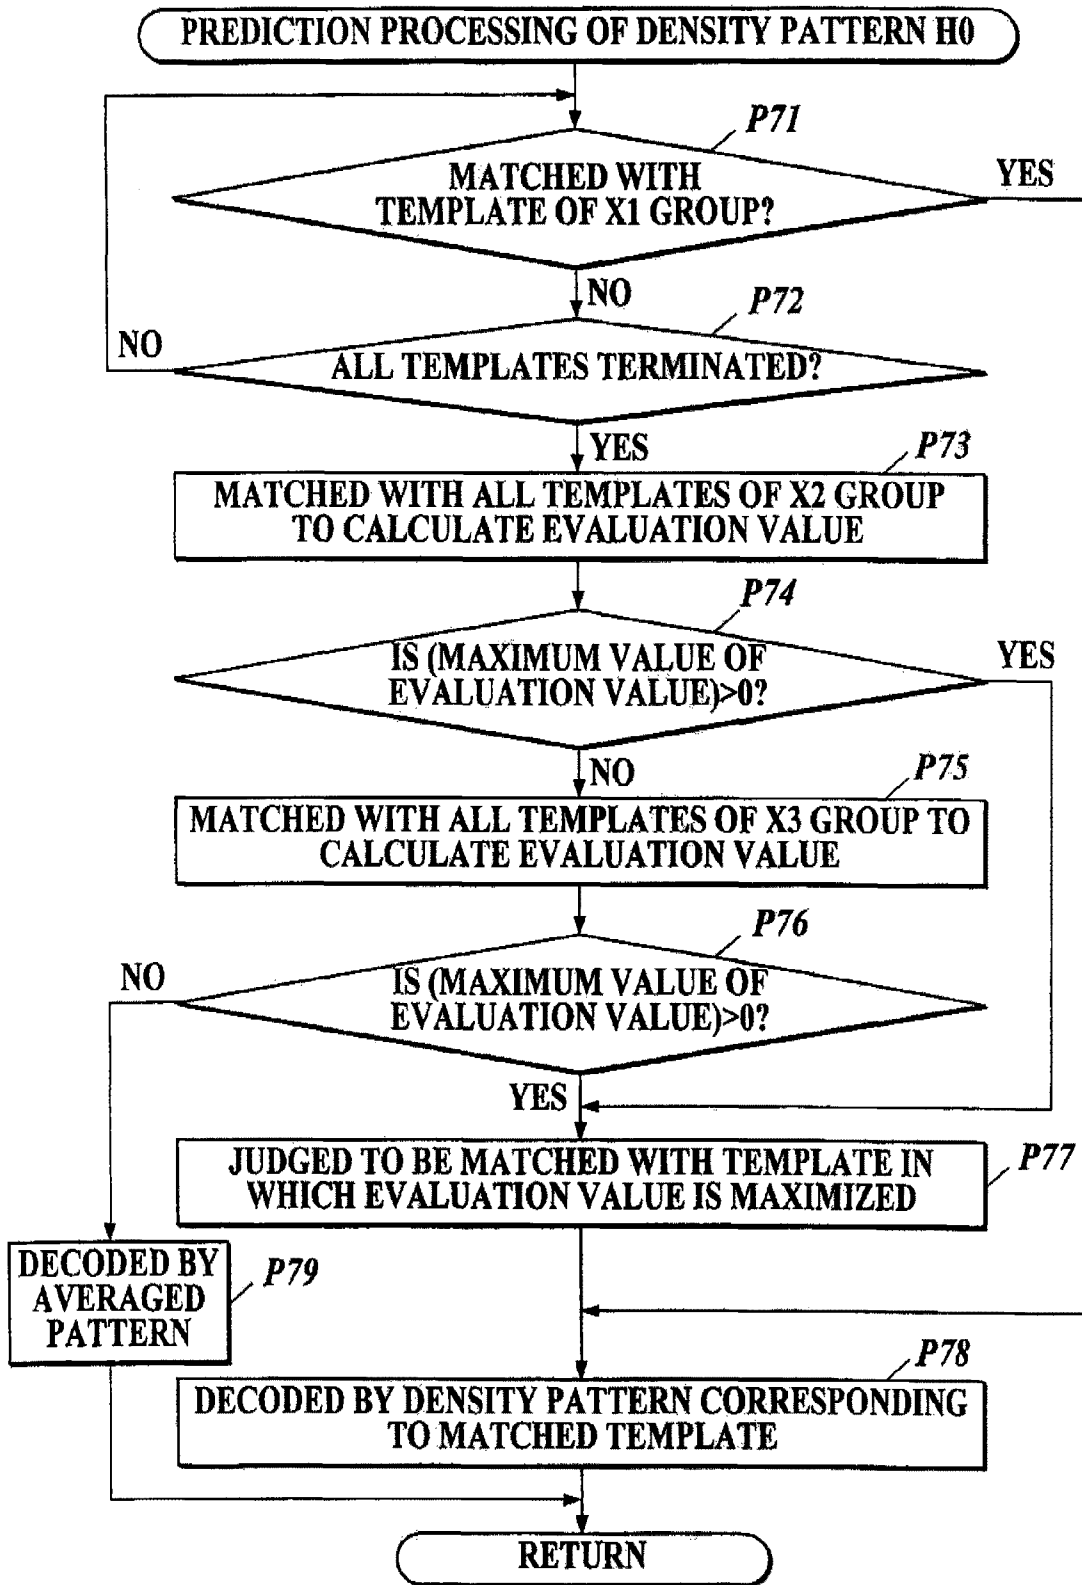 PREDICTION PROCESSING OF DENSITY PATTERN H0
P71
MATCHED WITH
TEMPLATE OF X1 GROUP?
YES
NO
P72
NO
ALL TEMPLATES TERMINATED?
YES
P73
MATCHED WITH ALL TEMPLATES OF X2 GROUP
TO CALCULATE EVALUATION VALUE
P74
IS (MAXIMUM VALUE OF
EVALUATION VALUE)>0?
YES
NO
P75
MATCHED WITH ALL TEMPLATES OF X3 GROUP TO
CALCULATE EVALUATION VALUE
P76
NO
IS (MAXIMUM VALUE OF
EVALUATION VALUE)>0?
YES
JUDGED TO BE MATCHED WITH TEMPLATE IN
WHICH EVALUATION VALUE IS MAXIMIZED
P77
DECODED BY
AVERAGED
PATTERN
P79
P78
DECODED BY DENSITY PATTERN CORRESPONDING
TO MATCHED TEMPLATE
RETURN